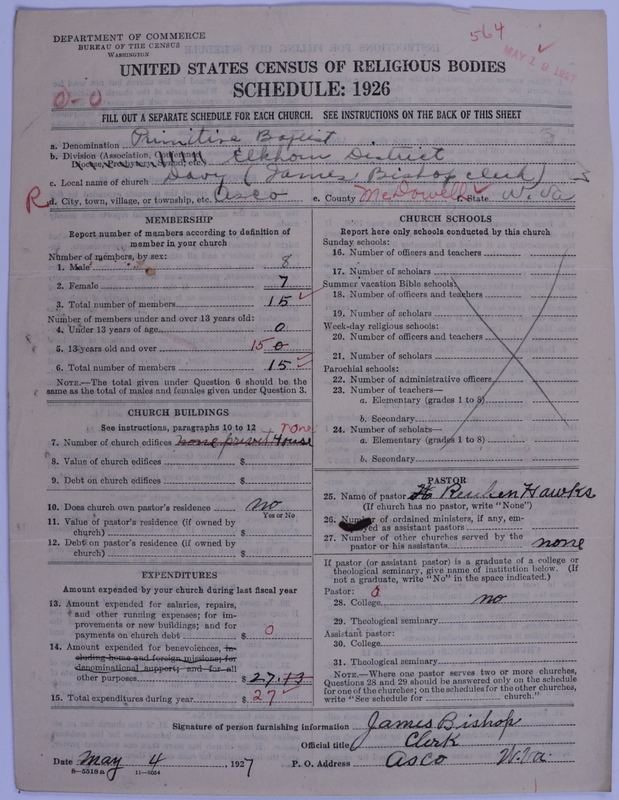 DEPARTMENT OF COMMERCE
BUREAU OF THE CENSUS
WASHINGTON
564
MAY 19 1927
UNITED STATES CENSUS OF RELIGIOUS BODIES
SCHEDULE: 1926
0-0
FILL OUT A SEPARATE SCHEDULE FOR EACH CHURCH. SEE INSTRUCTIONS ON THE BACK OF THIS SHEET
a. Denomination Primitive Baptist
b. Division (Association, Conference, Diocese, Presbytery, Synod, etc.) Elkhorn District
c. Local name of church Davy (James Bishop clerk)
R d. City, town, village, or township, etc. Asco e. County McDowell f. State W. Va
MEMBERSHIP
Report number of members according to definition of member in your church
Number of members, by sex:
1. Male 8
2. Female 7
3. Total number of members 15
Number of members under and over 13 years old:
4. Under 13 years of age 0
5. 13 years old and over 15 0
6. Total number of members 15
NOTE.—The total given under Question 6 should be the same as the total of males and females given under Question 3.
CHURCH BUILDINGS
See instructions, paragraphs 10 to 12 none
7. Number of church edifices none privet House
8. Value of church edifices $
9. Debt on church edifices $
10. Does church own pastor's residence no
Yes or No
11. Value of pastor's residence (if owned by church) $
12. Debt on pastor's residence (if owned by church) $
EXPENDITURES
Amount expended by your church during last fiscal year
13. Amount expended for salaries, repairs, and other running expenses; for improvements or new buildings; and for payments on church debt $ 0
14. Amount expended for benevolences, including home and foreign missions; for denominational support; and for all other purposes $ 27.13
15. Total expenditures during year $ 27
CHURCH SCHOOLS
Report here only schools conducted by this church
Sunday schools:
16. Number of officers and teachers
17. Number of scholars
Summer vacation Bible schools:
18. Number of officers and teachers
19. Number of scholars
Week-day religious schools:
20. Number of officers and teachers
21. Number of scholars
Parochial schools:
22. Number of administrative officers
23. Number of teachers—
a. Elementary (grades 1 to 8)
b. Secondary
24. Number of scholars—
a. Elementary (grades 1 to 8)
b. Secondary
PASTOR
25. Name of pastor Reuben Hawks
(If church has no pastor, write "None")
26. Number of ordained ministers, if any, employed as assistant pastors
27. Number of other churches served by the pastor or his assistants none
If pastor (or assistant pastor) is a graduate of a college or theological seminary, give name of institution below. (If not a graduate, write "No" in the space indicated.)
Pastor: 0
28. College no
29. Theological seminary
Assistant pastor:
30. College
31. Theological seminary
NOTE.—Where one pastor serves two or more churches, Questions 28 and 29 should be answered only on the schedule for one of the churches; on the schedules for the other churches, write "See schedule for church."
Signature of person furnishing information James Bishop
Official title Clerk
Date May 4, 1927 P. O. Address Asco W. Va.
8-5518a 11-8054